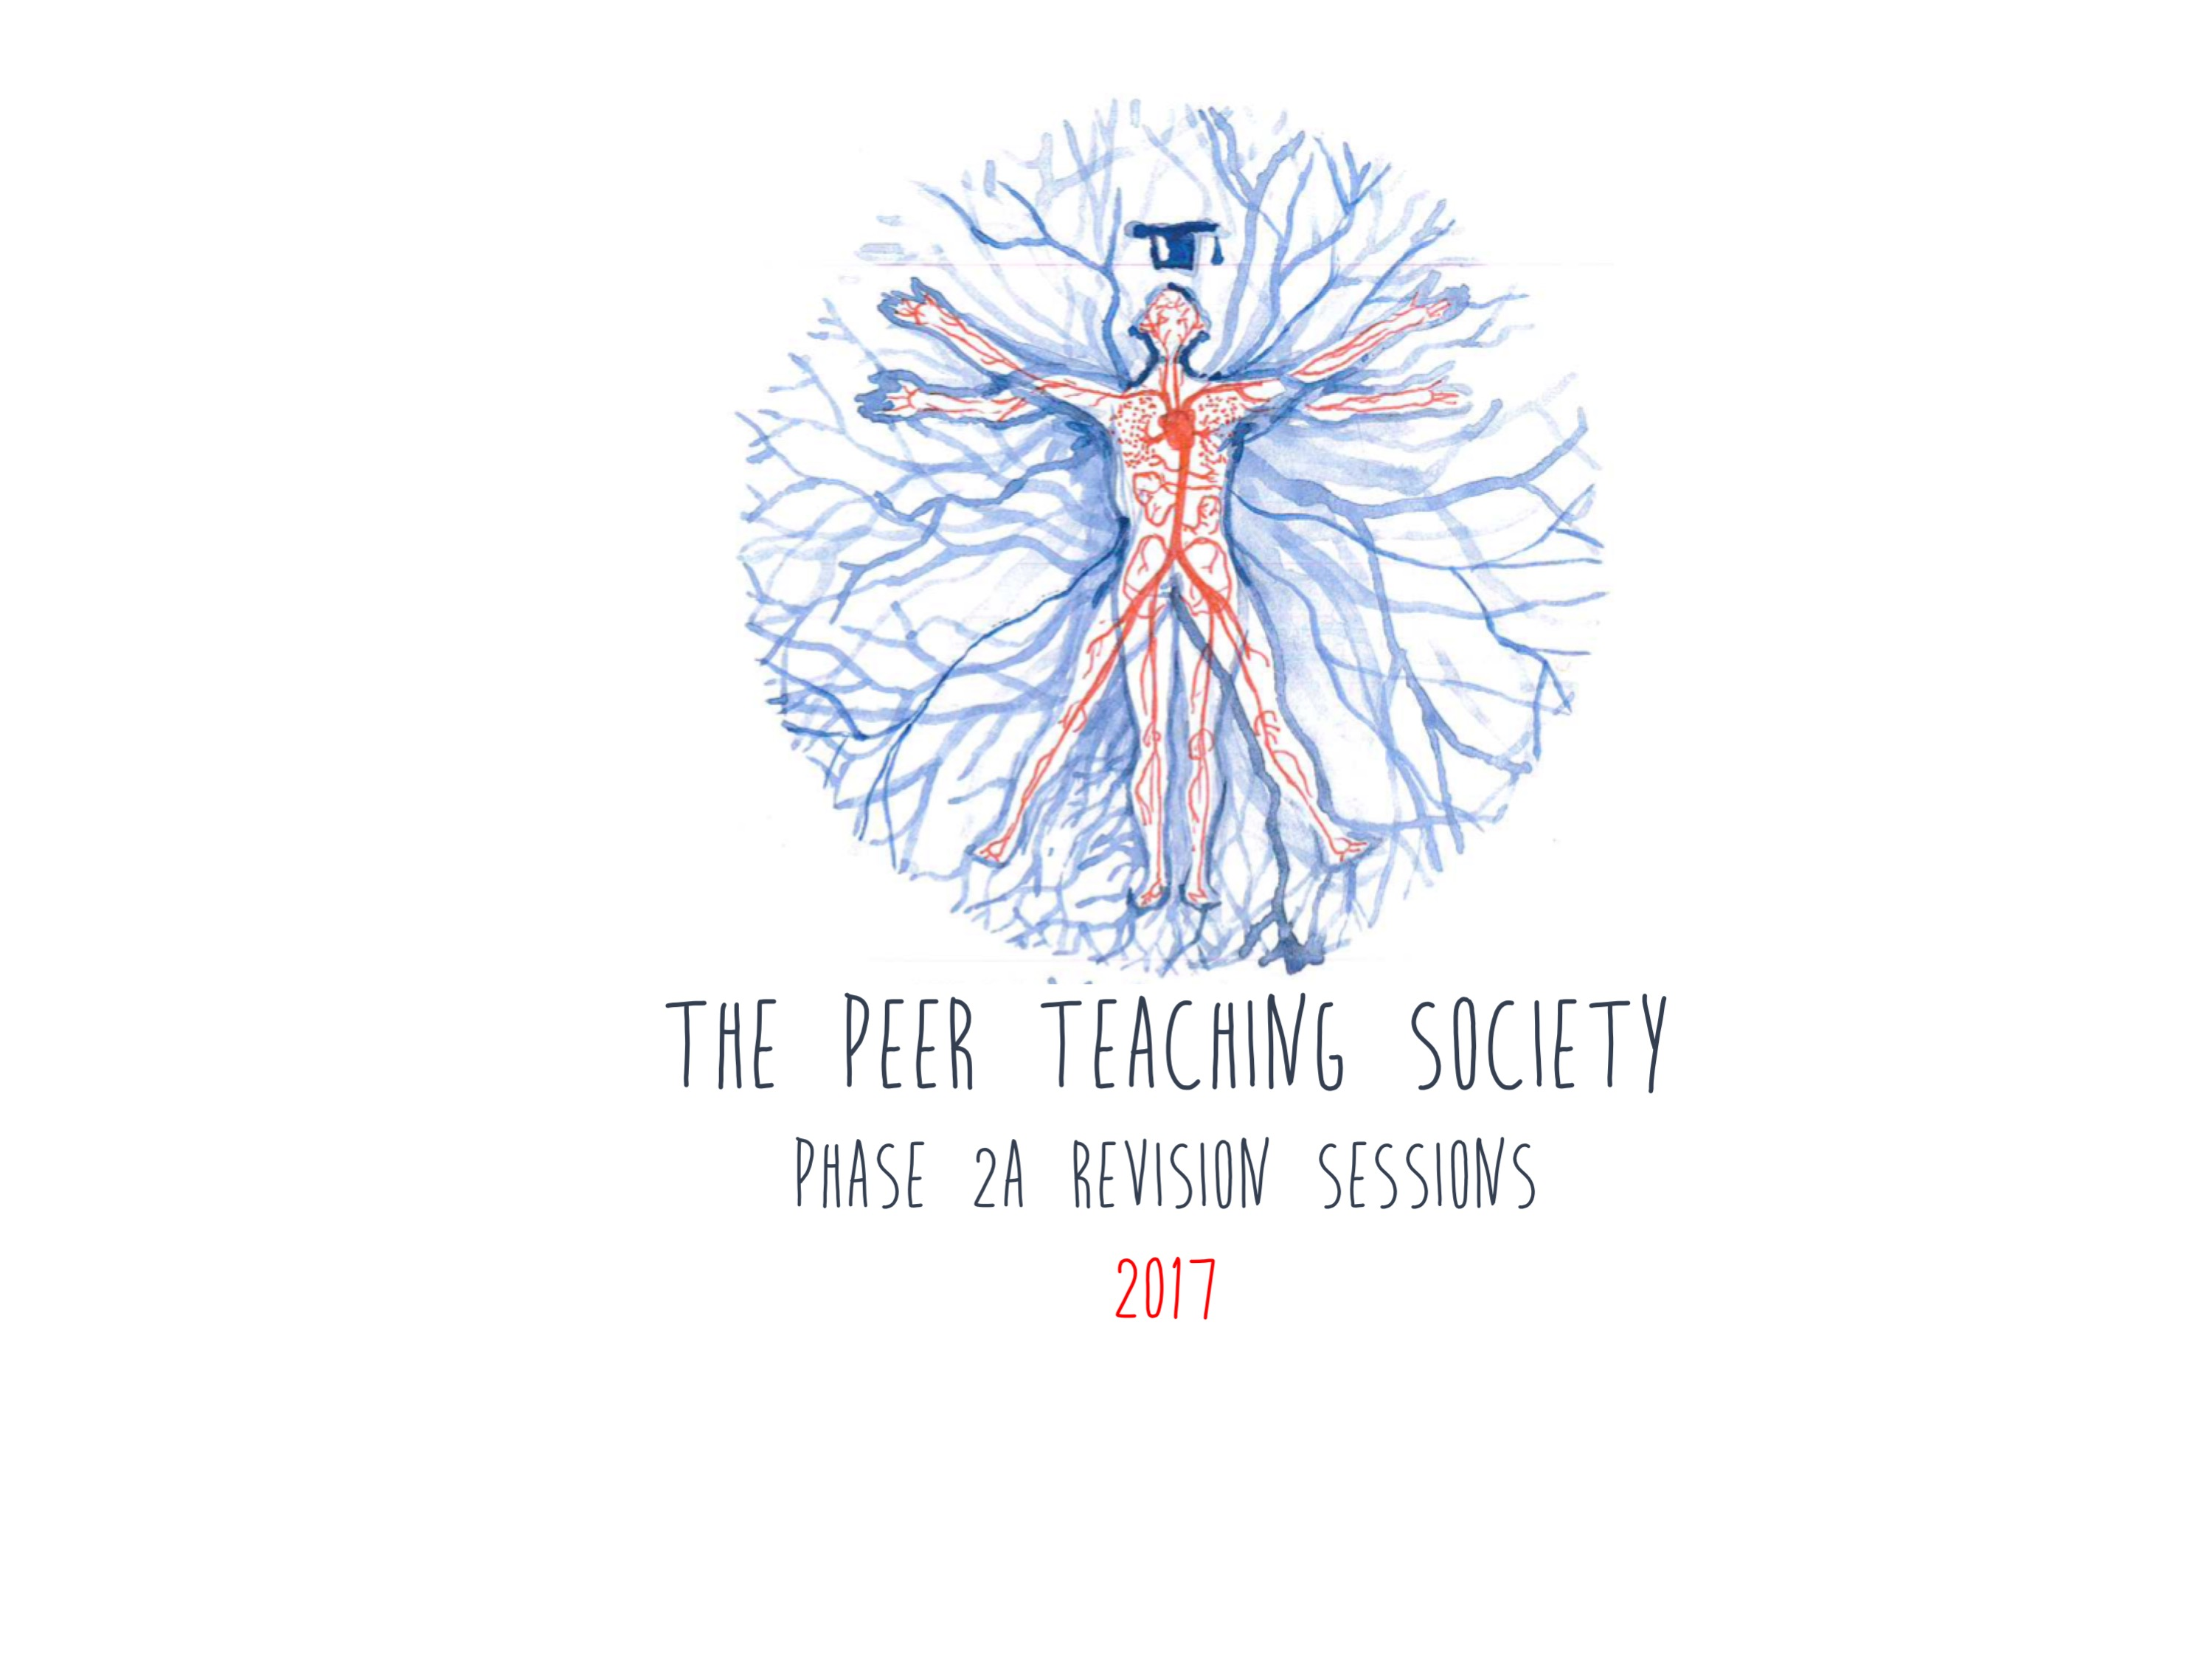 THE PEER TEACHING SOCIETY
PHASE 2A REVISION SESSIONS
2017